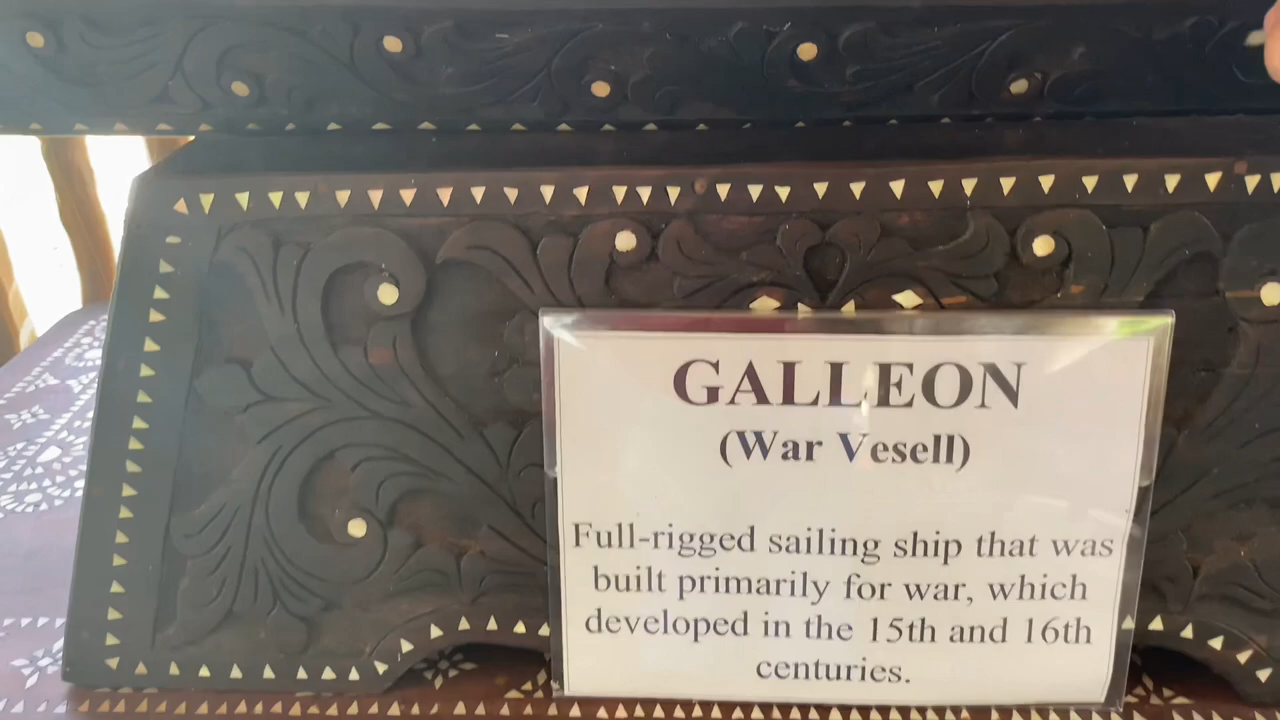 GALLEON
(War Vesell)
Full-rigged sailing ship that was
built primarily for war, which
developed in the 15th and 16th
centuries.